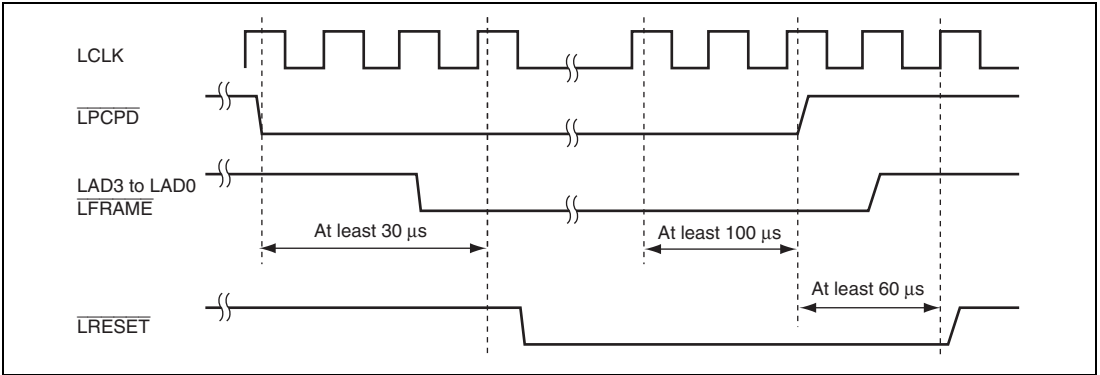 LCLK
LPCPD
LAD3 to LAD0
LFRAME
At least 30 μs
At least 100 μs
At least 60 μs
LRESET